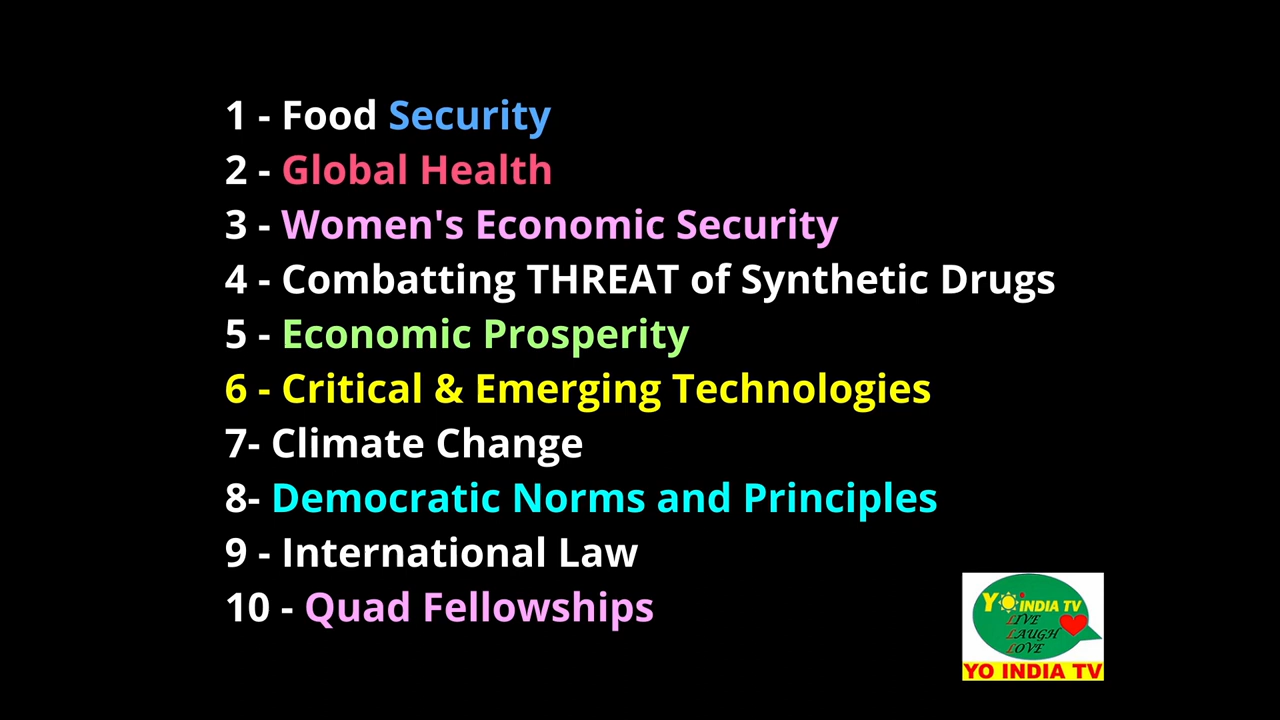 1 - Food Security
2 - Global Health
3 - Women's Economic Security
4 - Combatting THREAT of Synthetic Drugs
5 - Economic Prosperity
6 - Critical & Emerging Technologies
7- Climate Change
8- Democratic Norms and Principles
9 - International Law
10 - Quad Fellowships
YO INDIA TV
LIVE
LAUGH
LOVE
YO INDIA TV